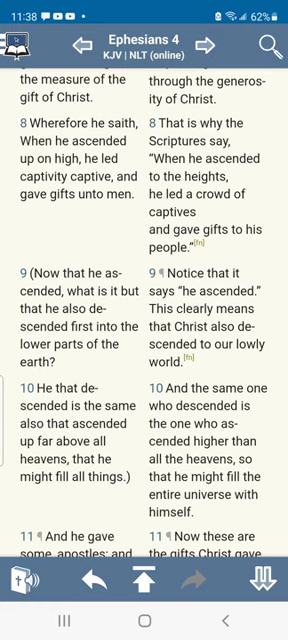 11:38
62%
Ephesians 4
KJV | NLT (online)
the measure of the
gift of Christ.
8 Wherefore he saith,
When he ascended
up on high, he led
captivity captive, and
gave gifts unto men.
9 (Now that he as-
cended, what is it but
that he also de-
scended first into the
lower parts of the
earth?
10 He that de-
scended is the same
also that ascended
up far above all
heavens, that he
might fill all things.)
11 ¶ And he gave
some, apostles; and
through the generos-
ity of Christ.
8 That is why the
Scriptures say,
“When he ascended
to the heights,
he led a crowd of
captives
and gave gifts to his
people.”[fn]
9 ¶ Notice that it
says “he ascended.”
This clearly means
that Christ also de-
scended to our lowly
world.[fn]
10 And the same one
who descended is
the one who as-
cended higher than
all the heavens, so
that he might fill the
entire universe with
himself.
11 ¶ Now these are
the gifts Christ gave